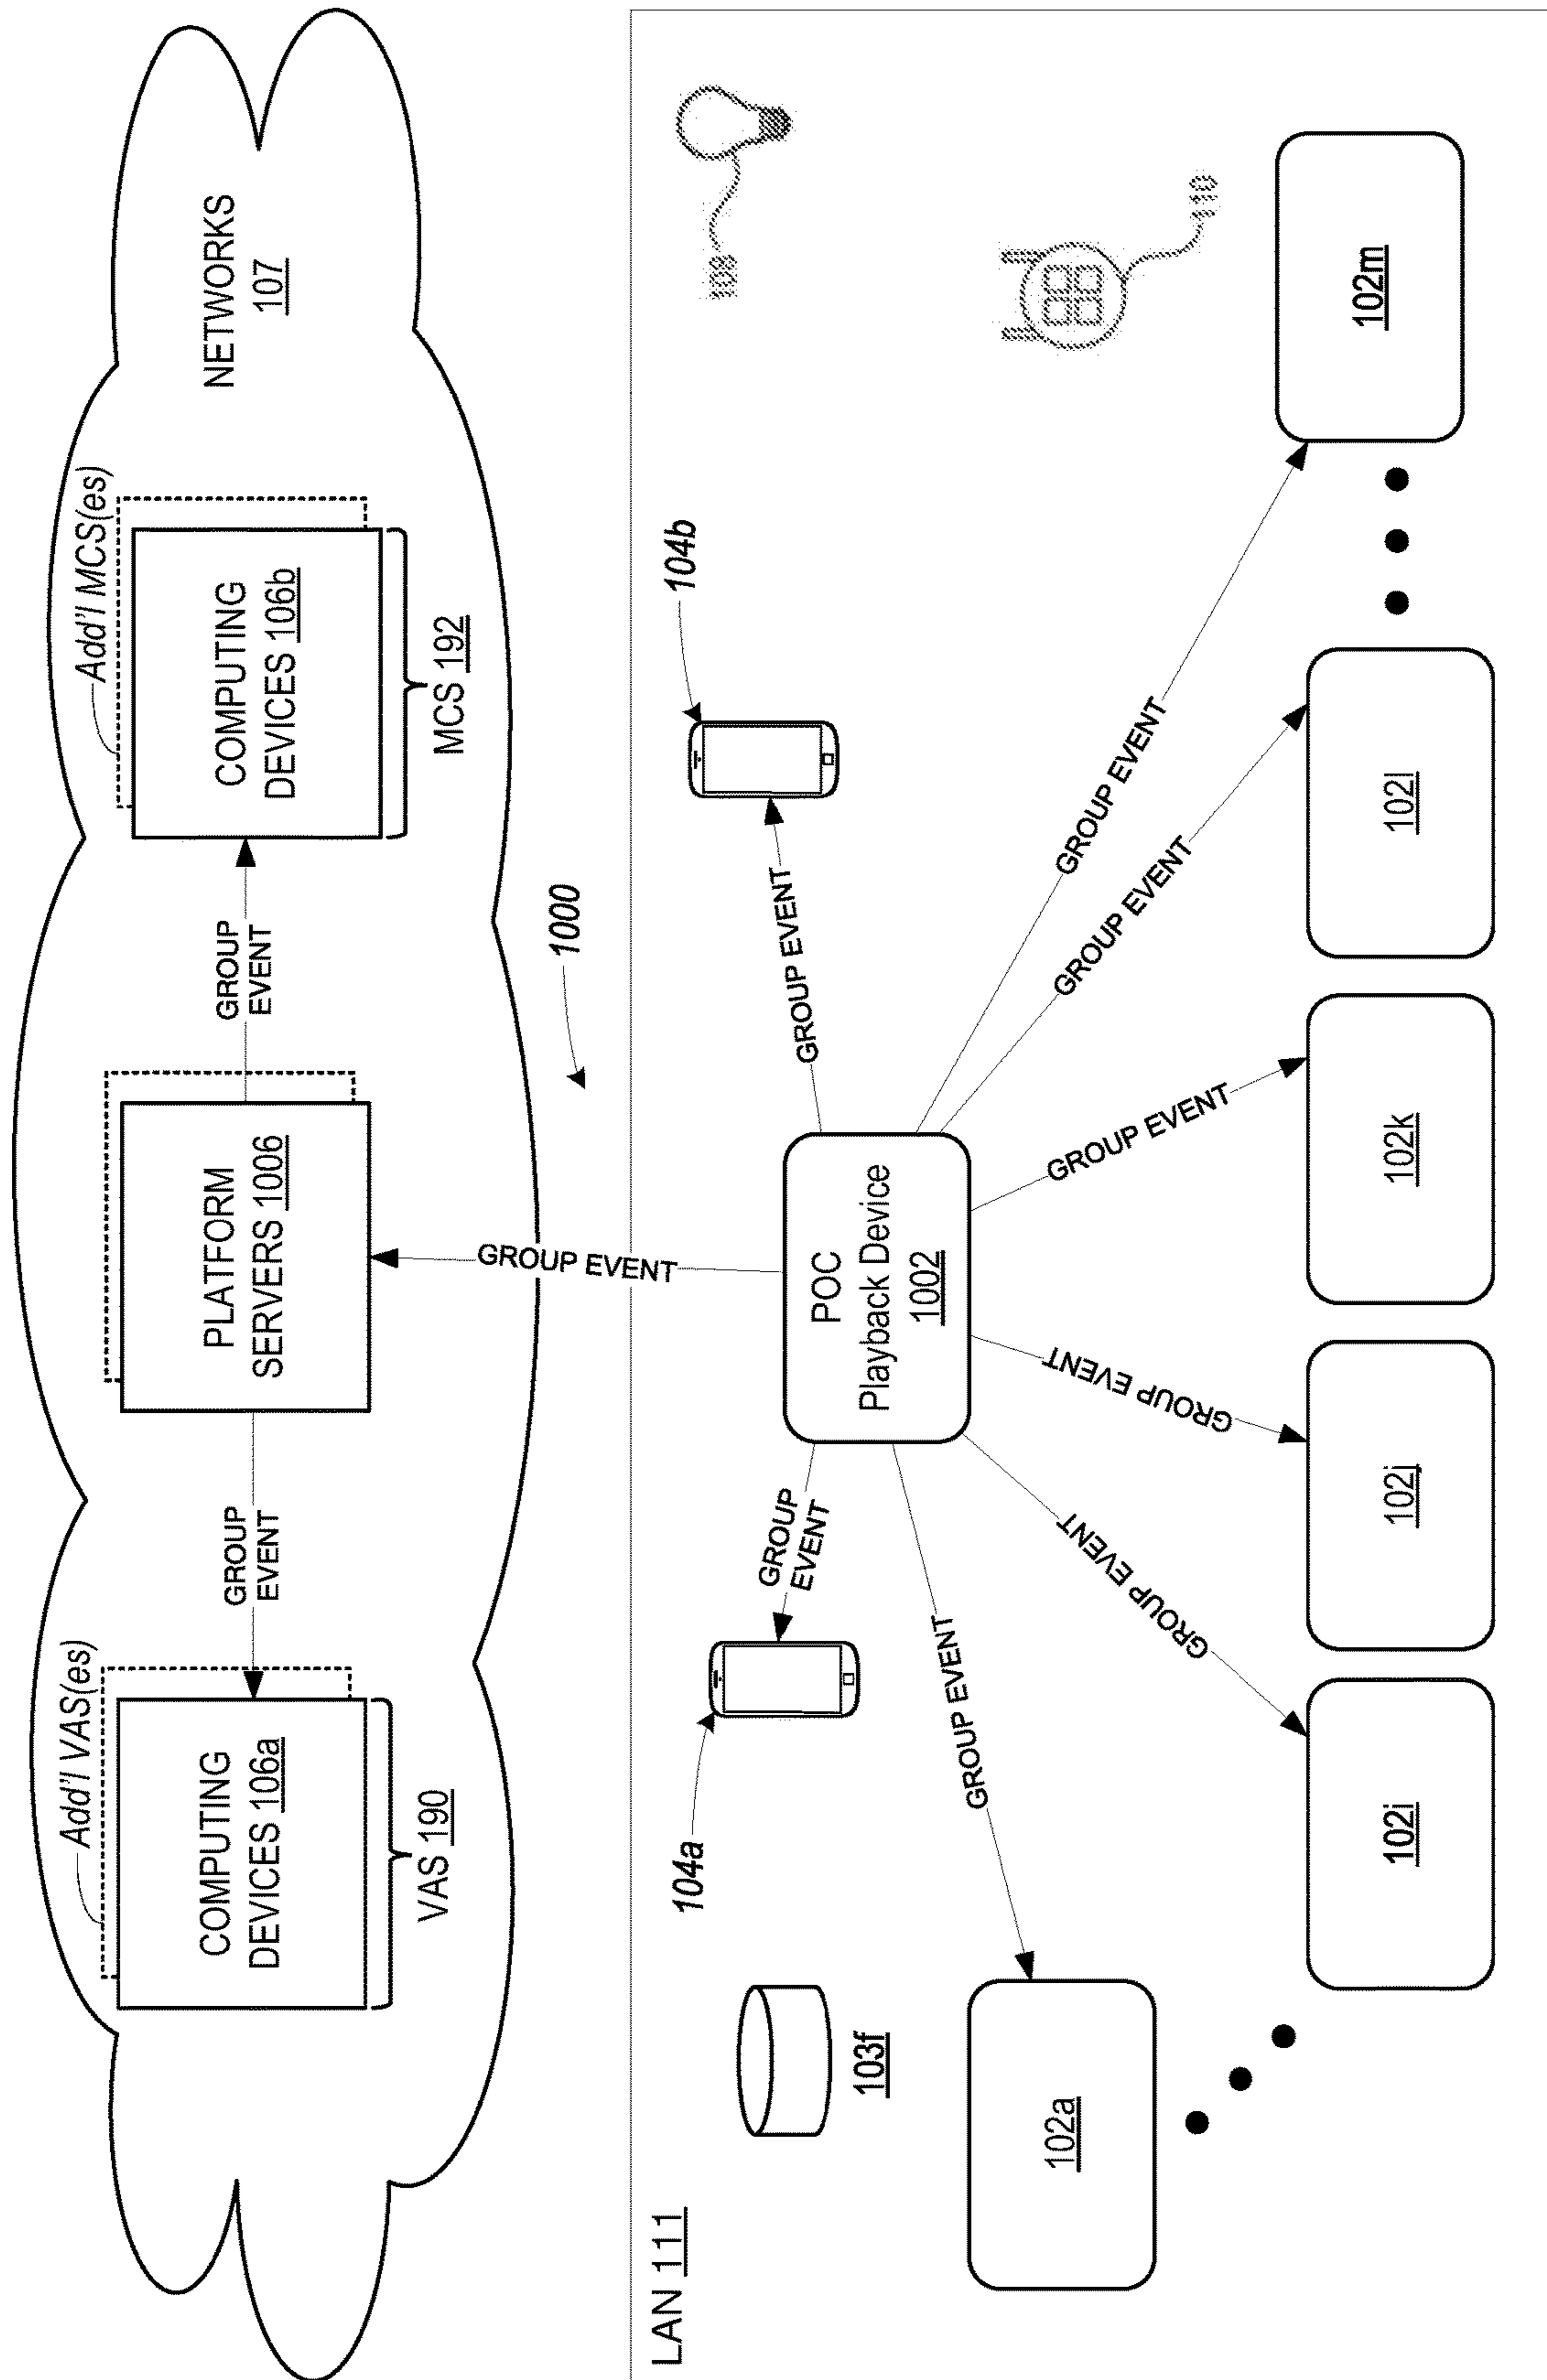 NETWORKS
107
Add'l VAS(es)
COMPUTING
DEVICES 106a
VAS 190
GROUP
EVENT
PLATFORM
SERVERS 1006
GROUP
EVENT
Add'l MCS(es)
COMPUTING
DEVICES 106b
MCS 192
GROUP EVENT
1000
LAN 111
103f
104a
GROUP
EVENT
POC
Playback Device
1002
GROUP EVENT
104b
108
110
GROUP EVENT
GROUP EVENT
GROUP EVENT
GROUP EVENT
GROUP EVENT
GROUP EVENT
102a
102i
102j
102k
102l
102m